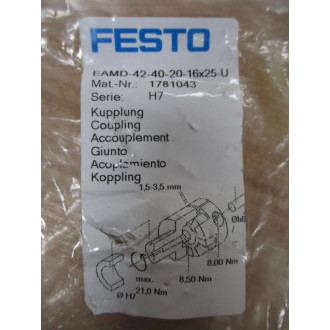 FESTO
EAMD-42-40-20-16x25-U
Mat.-Nr.: 1781043
Serie: H7
Kupplung
Coupling
Accouplement
Giunto
Acoplamiento
Koppling
1,5-3,5 mm
8,00 Nm
8,50 Nm
Ø H7
max.
21,0 Nm